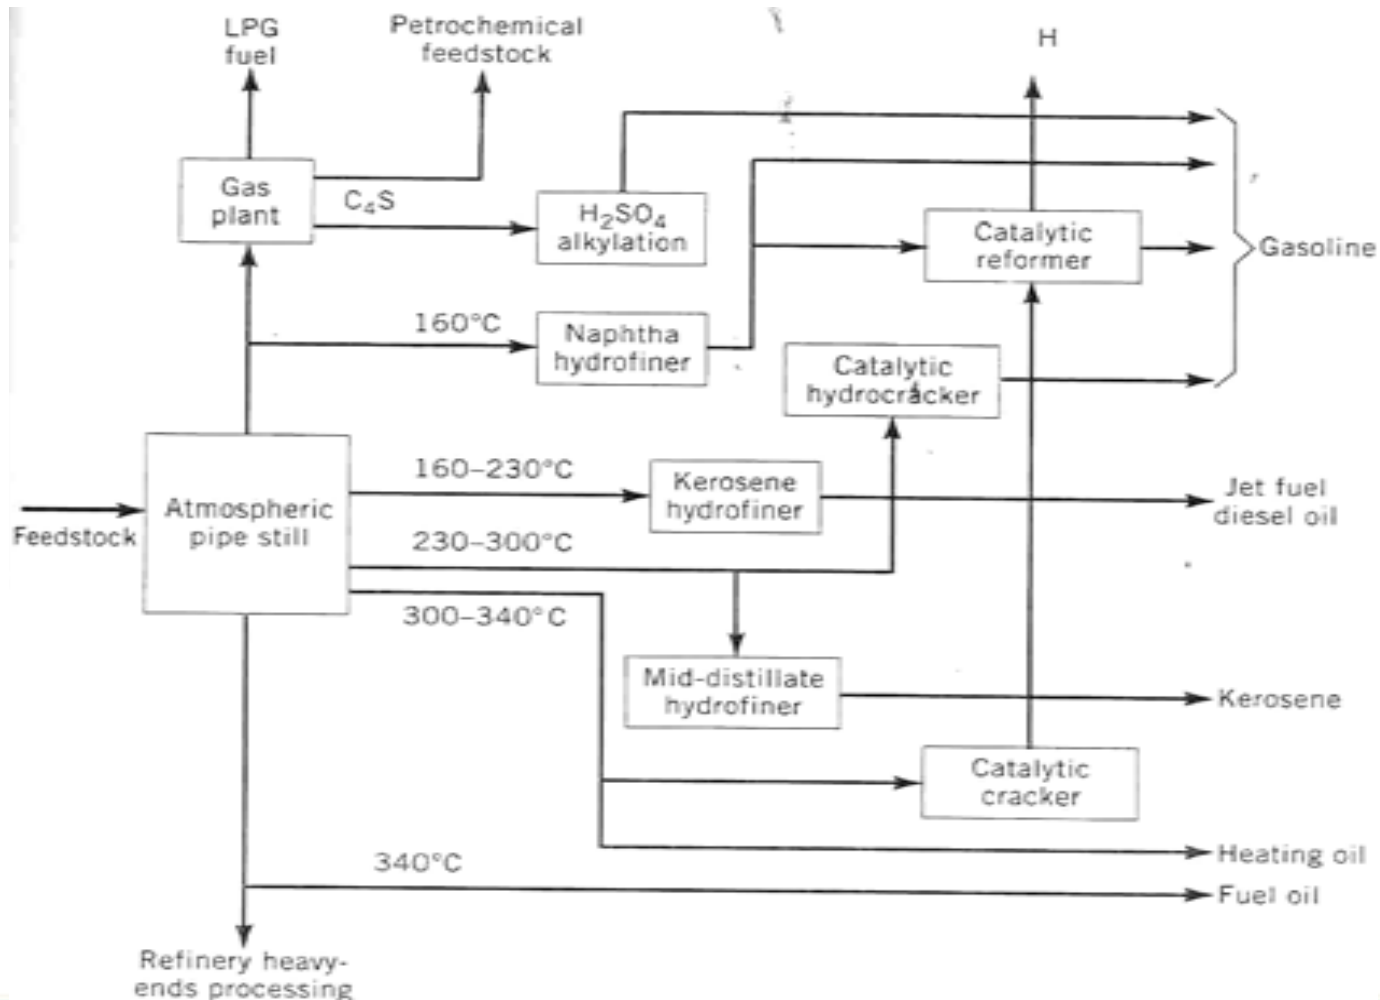 LPG
fuel
Petrochemical
feedstock
H
Gas
plant
C₄S
H₂SO₄
alkylation
Catalytic
reformer
Gasoline
160°C
Naphtha
hydrofiner
Catalytic
hydrocracker
160–230°C
Kerosene
hydrofiner
Jet fuel
diesel oil
Atmospheric
pipe still
Feedstock
230–300°C
300–340°C
Mid-distillate
hydrofiner
Kerosene
Catalytic
cracker
Heating oil
340°C
Fuel oil
Refinery heavy-
ends processing